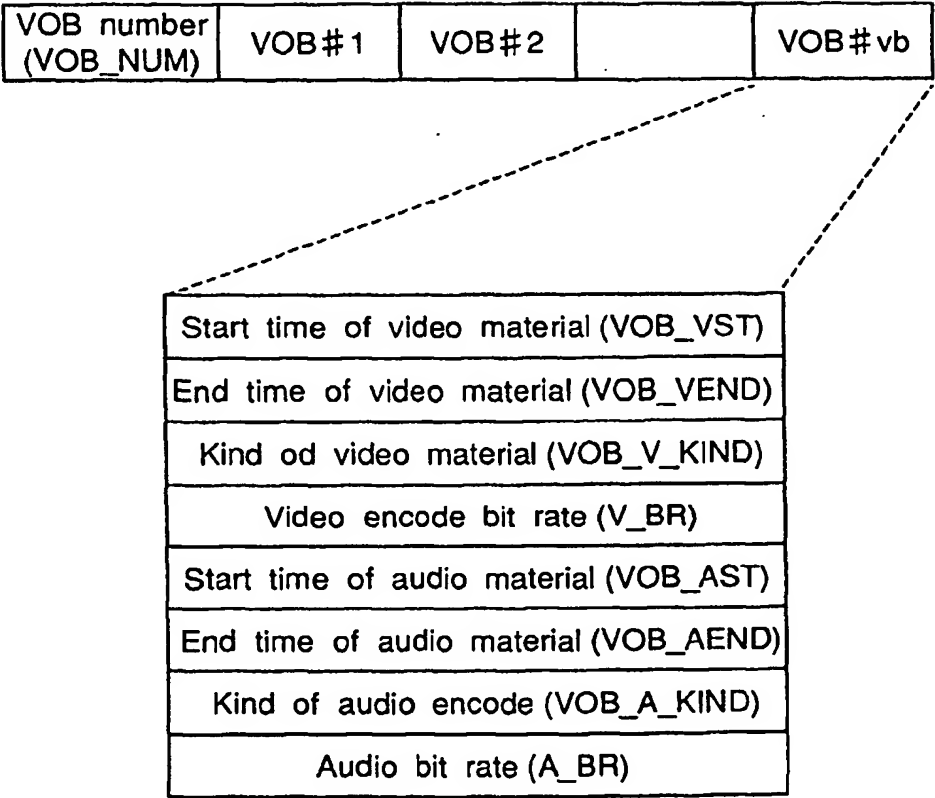 VOB number
(VOB_NUM)
VOB#1
VOB#2
VOB#vb
Start time of video material (VOB_VST)
End time of video material (VOB_VEND)
Kind od video material (VOB_V_KIND)
Video encode bit rate (V_BR)
Start time of audio material (VOB_AST)
End time of audio material (VOB_AEND)
Kind of audio encode (VOB_A_KIND)
Audio bit rate (A_BR)